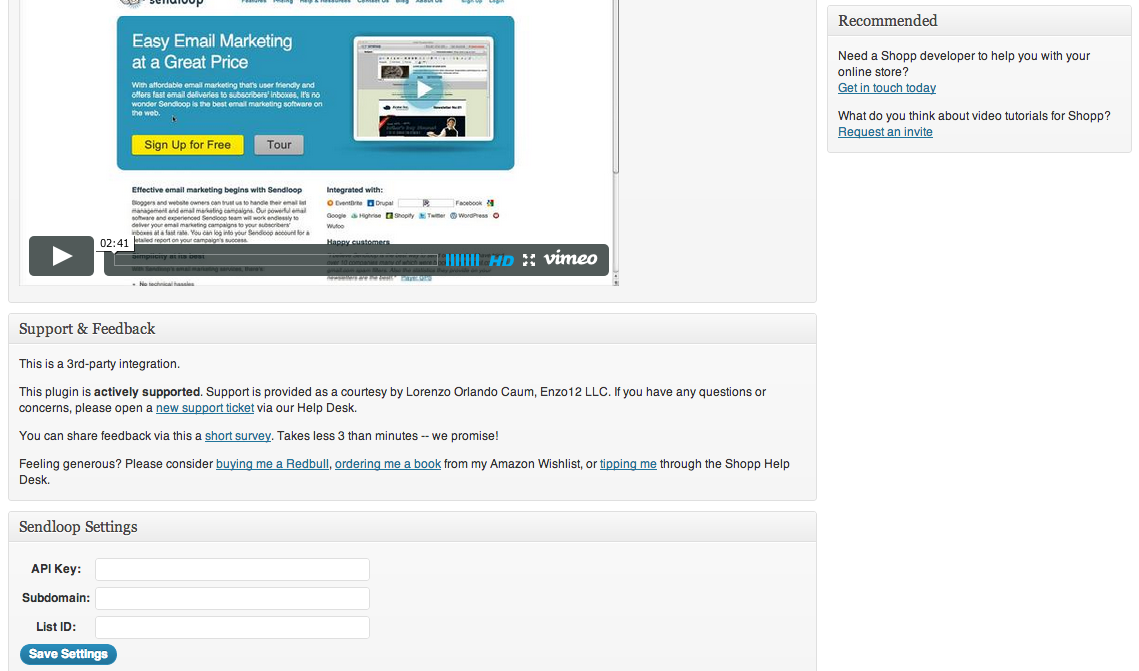 sendloop
Features Pricing Help & Resources Contact Us Blog About Us Sign Up Login
Easy Email Marketing
at a Great Price
With affordable email marketing that's user friendly and
offers fast email deliveries to subscribers' inboxes, it's no
wonder Sendloop is the best email marketing software on
the web.
Sign Up for Free
Tour
Effective email marketing begins with Sendloop
Bloggers and website owners can trust us to handle their email list
management and email marketing campaigns. Our powerful email
software and experienced Sendloop team will work endlessly to
deliver your email marketing to your subscribers'
inboxes at a fast rate. You can log into your Sendloop account for a
detailed report on your campaign's success.
Simplicity at its best
With Sendloop's email marketing services, there's
• No technical hassles
Integrated with:
EventBrite Drupal Facebook
Google Highrise Shopify Twitter WordPress
Wufoo
Happy customers
newsletters are the best." Player GPS
02:41
HD
vimeo
Recommended
Need a Shopp developer to help you with your
online store?
Get in touch today
What do you think about video tutorials for Shopp?
Request an invite
Support & Feedback
This is a 3rd-party integration.
This plugin is actively supported. Support is provided as a courtesy by Lorenzo Orlando Caum, Enzo12 LLC. If you have any questions or
concerns, please open a new support ticket via our Help Desk.
You can share feedback via this a short survey. Takes less 3 than minutes -- we promise!
Feeling generous? Please consider buying me a Redbull, ordering me a book from my Amazon Wishlist, or tipping me through the Shopp Help
Desk.
Sendloop Settings
API Key:
Subdomain:
List ID:
Save Settings